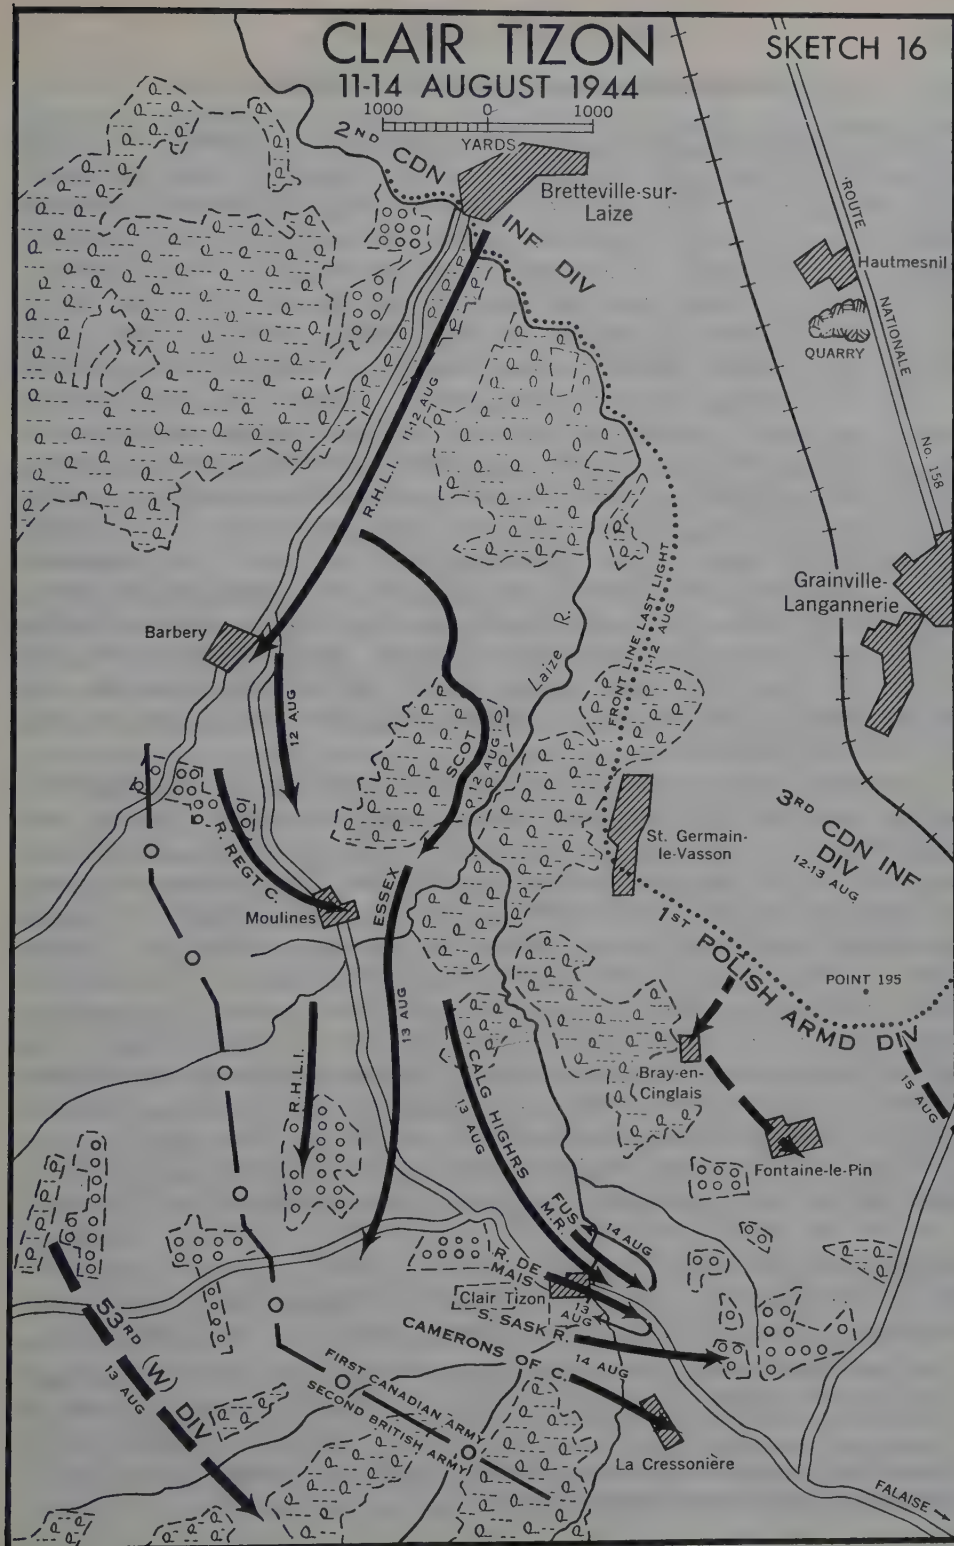 CLAIR TIZON
11-14 AUGUST 1944
SKETCH 16
1000 0 1000
YARDS
2ND CDN INF DIV
Bretteville-sur-
Laize
ROUTE NATIONALE No. 158
Hautmesnil
QUARRY
R.H.L.I. 11-12 AUG
Grainville-
Langannerie
FRONT LINE LAST LIGHT
11-12 AUG
Laize R.
Barbery
12 AUG
ESSEX SCOT
12 AUG
R. REGT C.
Moulines
St. Germain-
le-Vasson
3RD CDN INF
DIV
12-13 AUG
1ST POLISH ARMD DIV
POINT 195
13 AUG
15 AUG
R.H.L.I.
CALG HIGHRS
13 AUG
Bray-en-
Cinglais
Fontaine-le-Pin
FUS
M.R.
14 AUG
R. DE
MAIS
Clair Tizon
13
AUG
S. SASK R.
14 AUG
CAMERONS OF C.
53RD (W) DIV
13 AUG
FIRST CANADIAN ARMY
SECOND BRITISH ARMY
La Cressonière
FALAISE